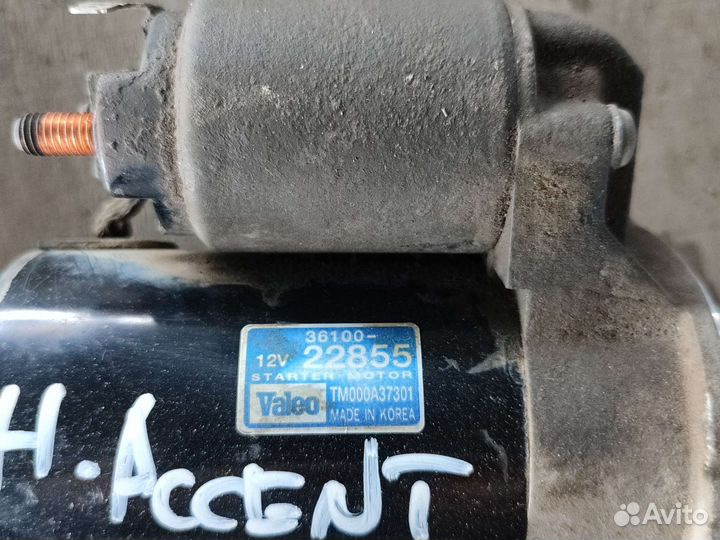 36100-
12V 22855
STARTER MOTOR
Valeo TM000A37301
MADE IN KOREA
H. ACCENT
Avito